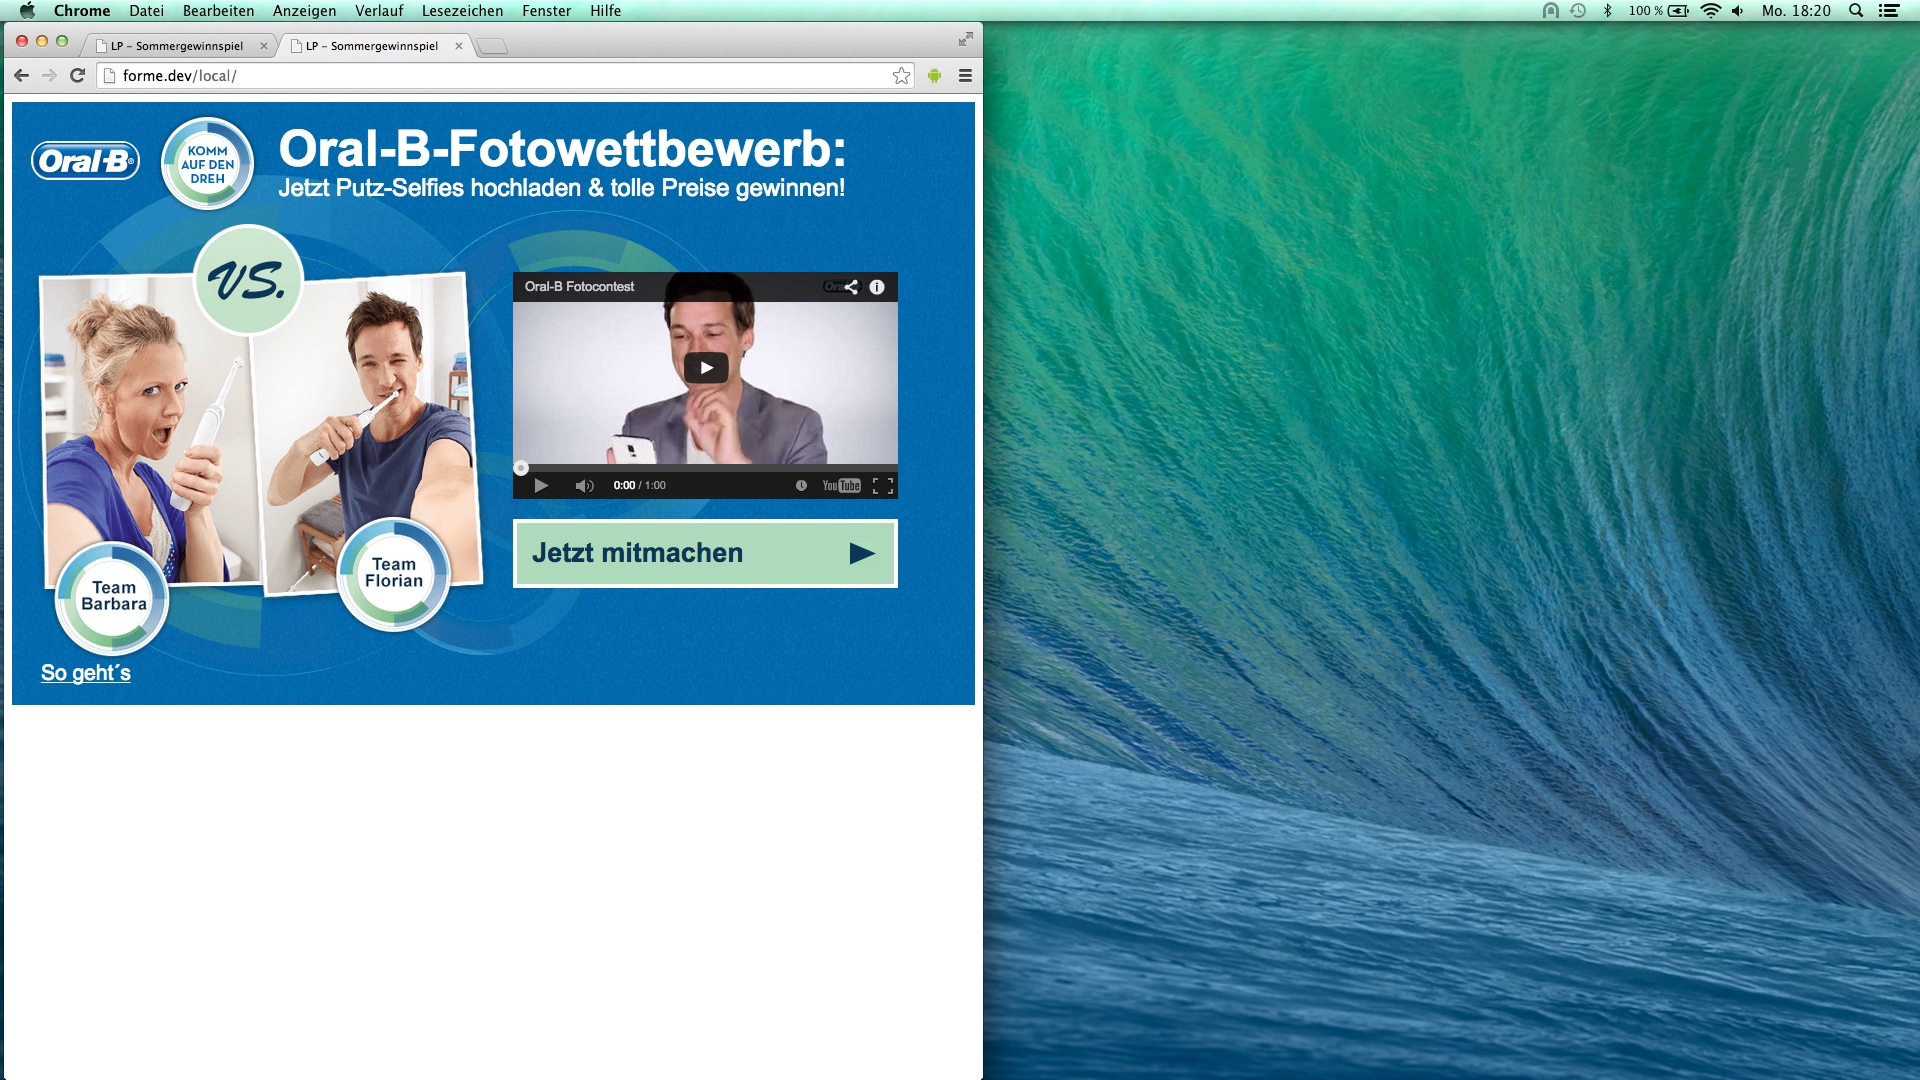 Chrome Datei Bearbeiten Anzeigen Verlauf Lesezeichen Fenster Hilfe 100 % Mo. 18:20
LP – Sommergewinnspiel LP – Sommergewinnspiel
forme.dev/local/
Oral-B®
KOMM
AUF DEN
DREH
Oral-B-Fotowettbewerb:
Jetzt Putz-Selfies hochladen & tolle Preise gewinnen!
VS.
Oral-B Fotocontest
0:00 / 1:00 YouTube
Jetzt mitmachen
Team
Florian
Team
Barbara
So geht´s